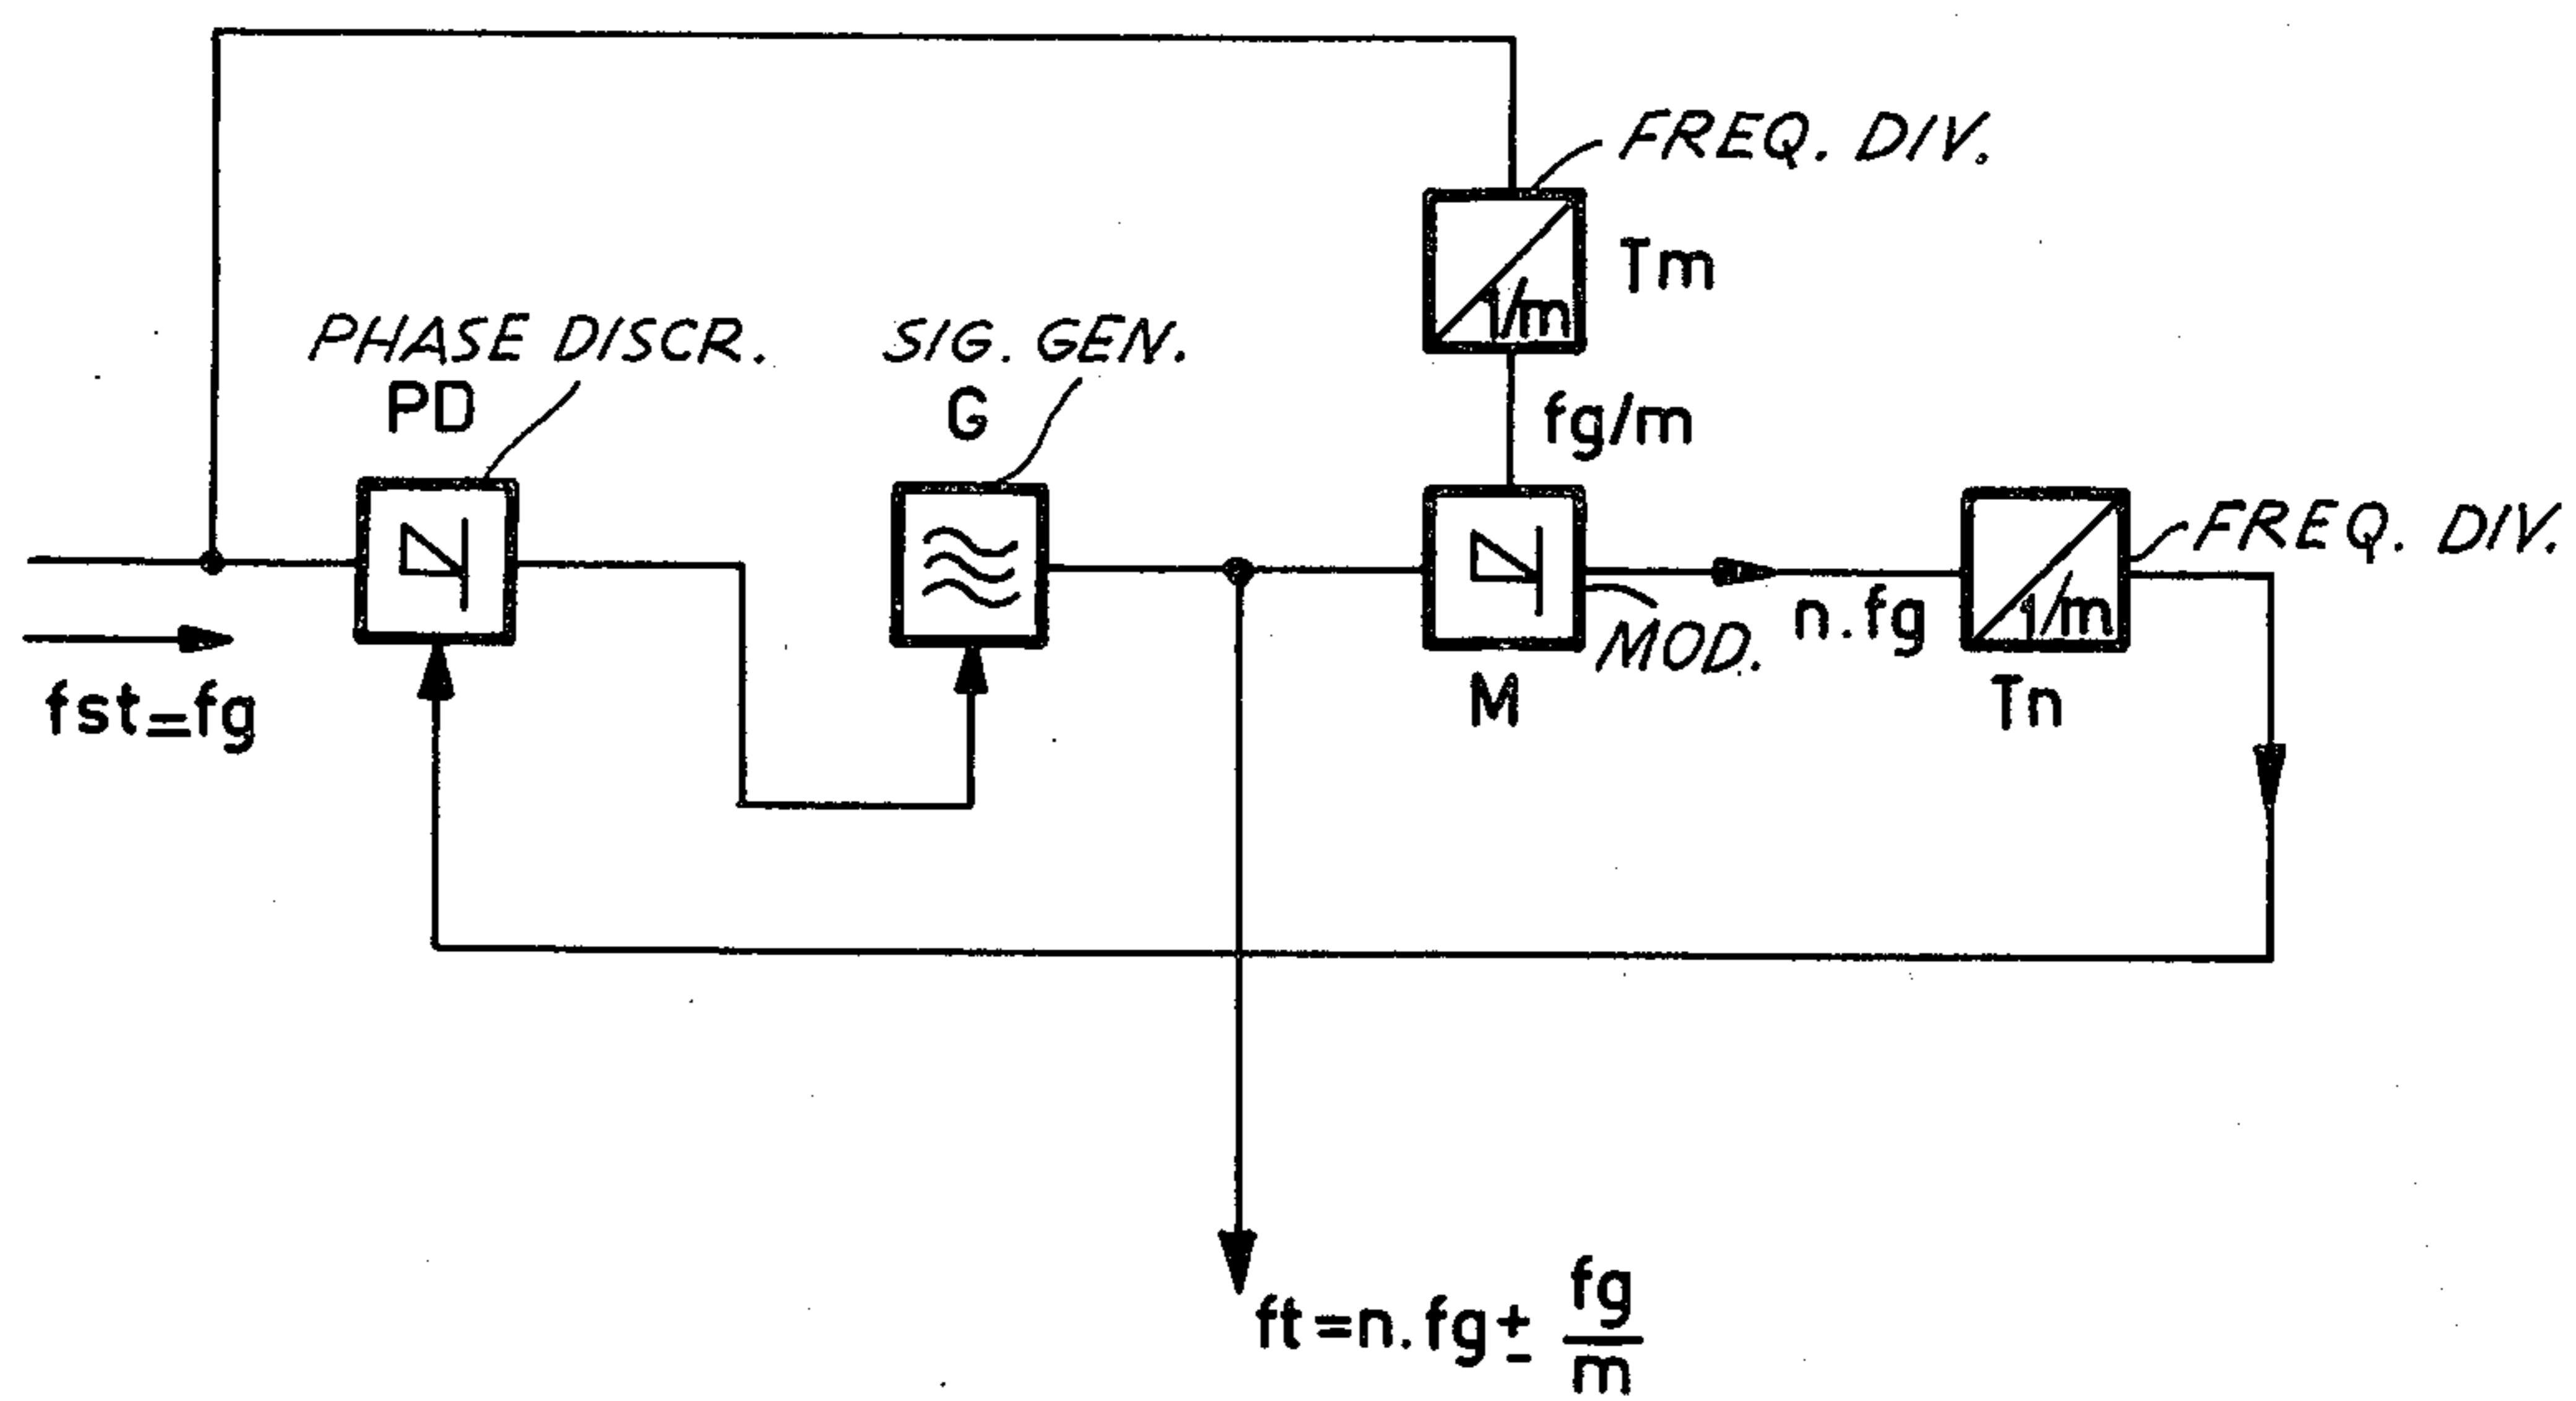 FREQ. DIV.
Tm
1/m
PHASE DISCR.
PD
SIG. GEN.
G
fg/m
FREQ. DIV.
1/m
n.fg
MOD.
M
Tn
fst=fg
ft=n.fg± fg/m